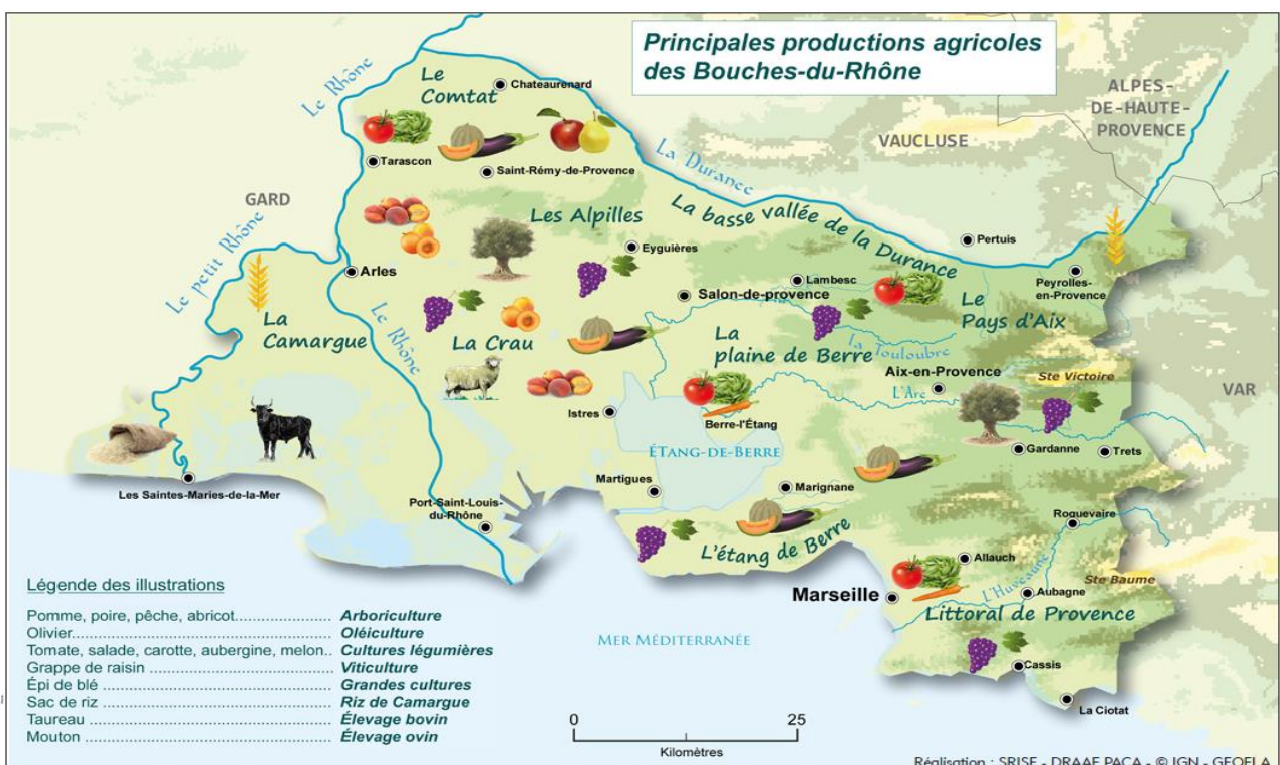 Principales productions agricoles
des Bouches-du-Rhône
Le Rhône
Le
Comtat
Chateaurenard
ALPES-
DE-HAUTE-
PROVENCE
VAUCLUSE
La Durance
Tarascon
Saint-Rémy-de-Provence
GARD
Le petit Rhône
Les Alpilles
La basse vallée de la Durance
Eyguières
Pertuis
Arles
Lambesc
Peyrolles-
en-Provence
Salon-de-provence
La
Camargue
Le Rhône
La Crau
La
plaine de Berre
La Touloubre
Le
Pays d'Aix
Aix-en-Provence
L'Arc
Ste Victoire
VAR
Istres
Berre-l'Étang
ÉTANG-DE-BERRE
Gardanne
Trets
Les Saintes-Maries-de-la-Mer
Martigues
Marignane
Port-Saint-Louis-
du-Rhône
Roquevaire
L'étang de Berre
Allauch
Ste Baume
Marseille
L'Huveaune
Aubagne
Littoral de Provence
MER MÉDITERRANÉE
Cassis
La Ciotat
Légende des illustrations
Pomme, poire, pêche, abricot..................... Arboriculture
Olivier......................................................... Oléiculture
Tomate, salade, carotte, aubergine, melon.. Cultures légumières
Grappe de raisin ........................................ Viticulture
Épi de blé .................................................. Grandes cultures
Sac de riz .................................................. Riz de Camargue
Taureau ..................................................... Élevage bovin
Mouton ...................................................... Élevage ovin
0 25
Kilomètres
Réalisation : SRISE - DRAAF PACA - © IGN - GEOFLA